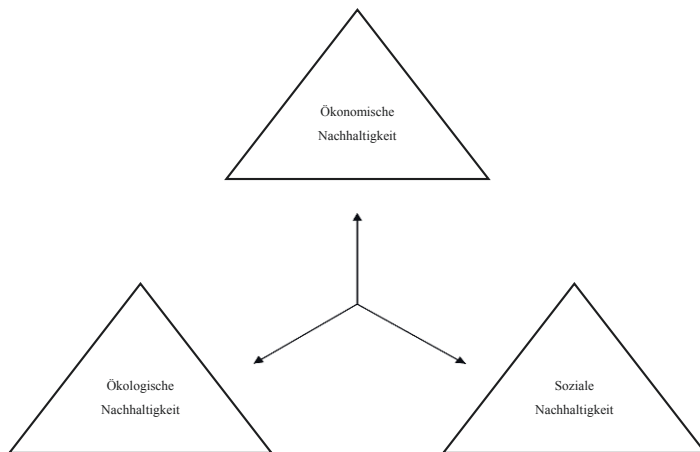 Ökonomische
Nachhaltigkeit
Ökologische
Nachhaltigkeit
Soziale
Nachhaltigkeit